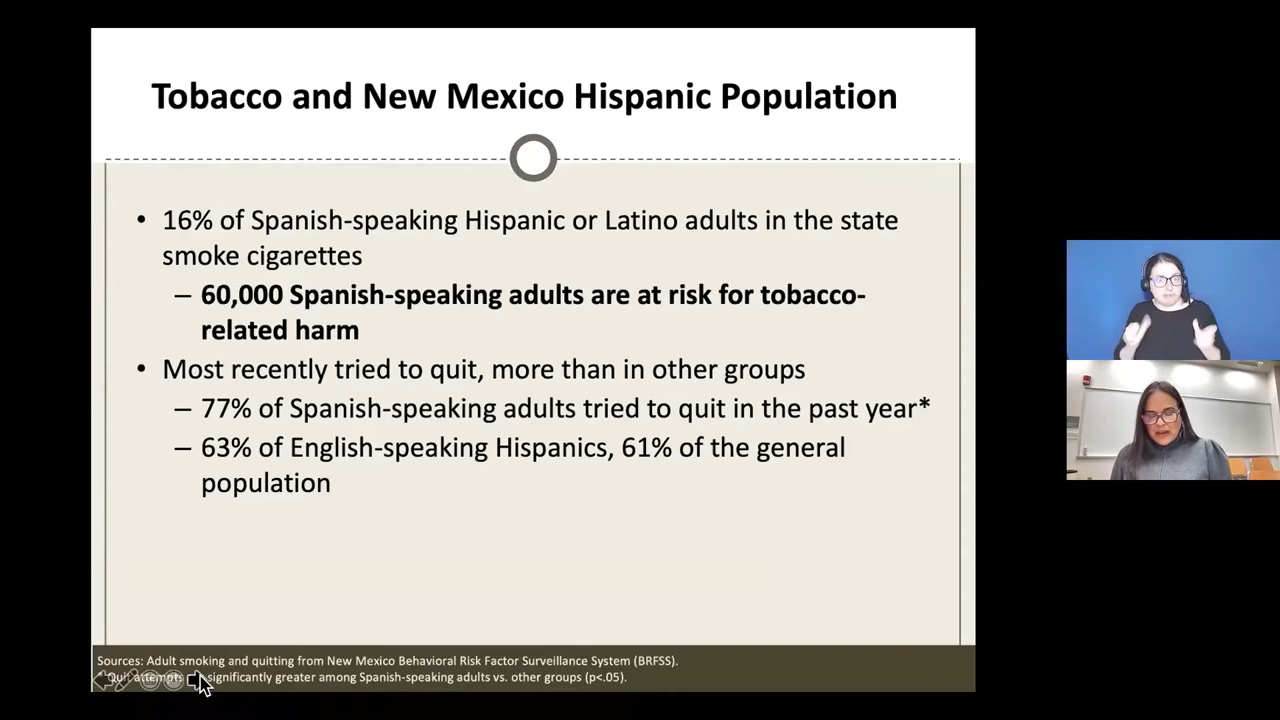 Tobacco and New Mexico Hispanic Population
• 16% of Spanish-speaking Hispanic or Latino adults in the state
smoke cigarettes
– 60,000 Spanish-speaking adults are at risk for tobacco-
related harm
• Most recently tried to quit, more than in other groups
– 77% of Spanish-speaking adults tried to quit in the past year*
– 63% of English-speaking Hispanics, 61% of the general
population
Sources: Adult smoking and quitting from New Mexico Behavioral Risk Factor Surveillance System (BRFSS).
* Quit attempts significantly greater among Spanish-speaking adults vs. other groups (p<.05).